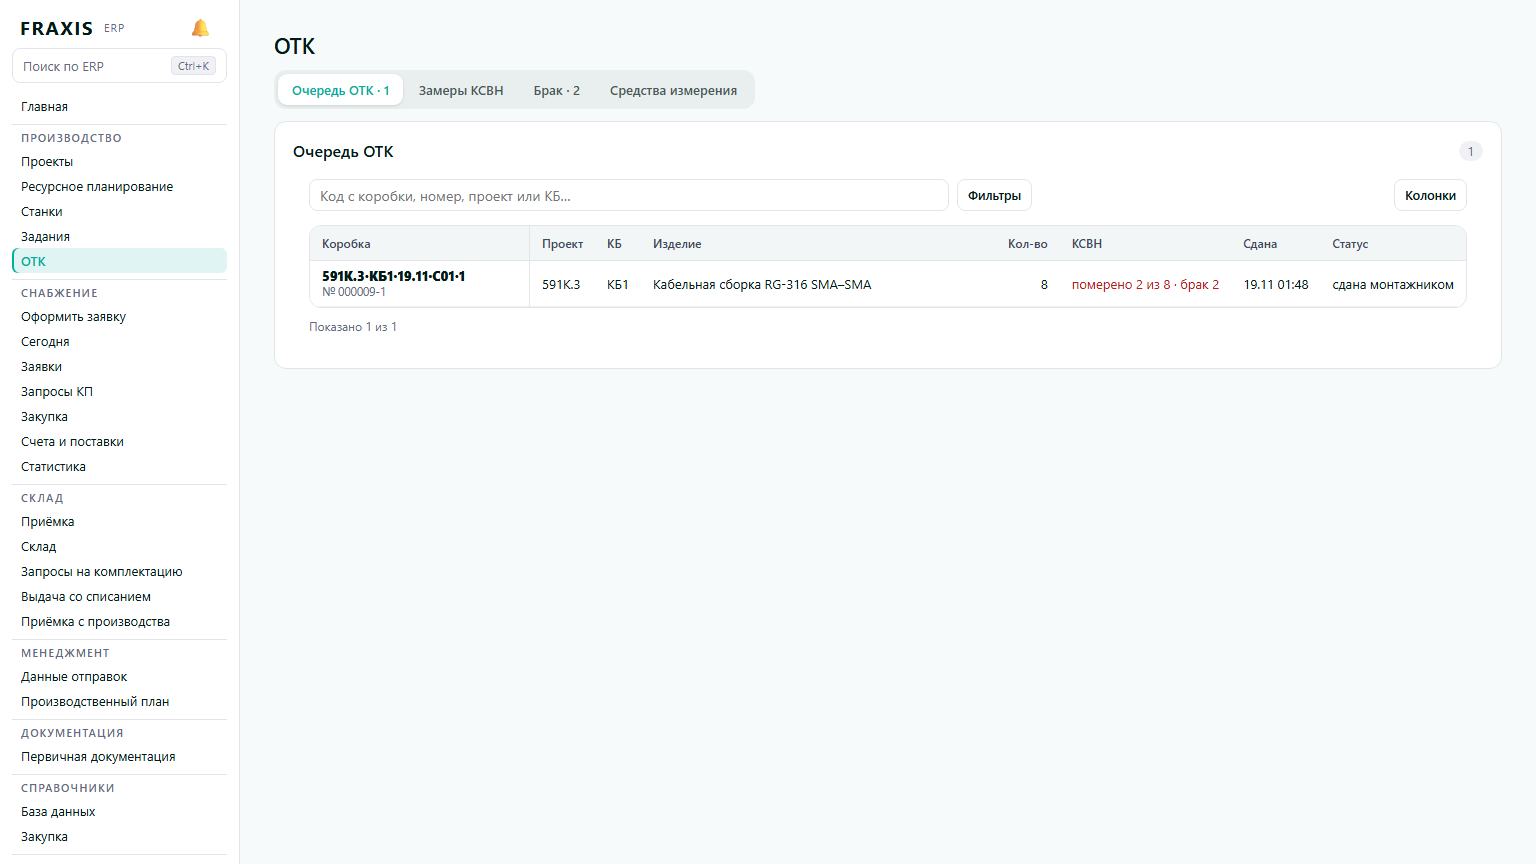 FRAXIS ERP
Поиск по ERP Ctrl+K
Главная
ПРОИЗВОДСТВО
Проекты
Ресурсное планирование
Станки
Задания
ОТК
СНАБЖЕНИЕ
Оформить заявку
Сегодня
Заявки
Запросы КП
Закупка
Счета и поставки
Статистика
СКЛАД
Приёмка
Склад
Запросы на комплектацию
Выдача со списанием
Приёмка с производства
МЕНЕДЖМЕНТ
Данные отправок
Производственный план
ДОКУМЕНТАЦИЯ
Первичная документация
СПРАВОЧНИКИ
База данных
Закупка
ОТК
Очередь ОТК · 1 Замеры КСВН Брак · 2 Средства измерения
Очередь ОТК 1
Код с коробки, номер, проект или КБ... Фильтры Колонки
Коробка Проект КБ Изделие Кол-во КСВН Сдана Статус
591К.3·КБ1·19.11·С01·1
№ 000009-1
591К.3 КБ1 Кабельная сборка RG-316 SMA–SMA 8 померено 2 из 8 · брак 2 19.11 01:48 сдана монтажником
Показано 1 из 1